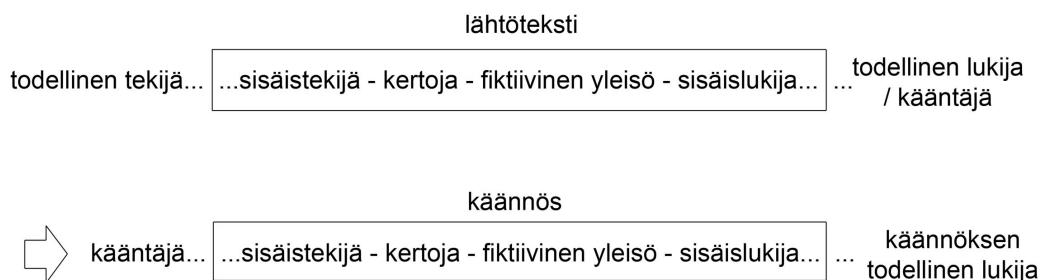 lähtöteksti
todellinen tekijä... ...sisäistekijä - kertoja - fiktiivinen yleisö - sisäislukija... ... todellinen lukija
/ kääntäjä
käännös
kääntäjä... ...sisäistekijä - kertoja - fiktiivinen yleisö - sisäislukija... ... käännöksen
todellinen lukija